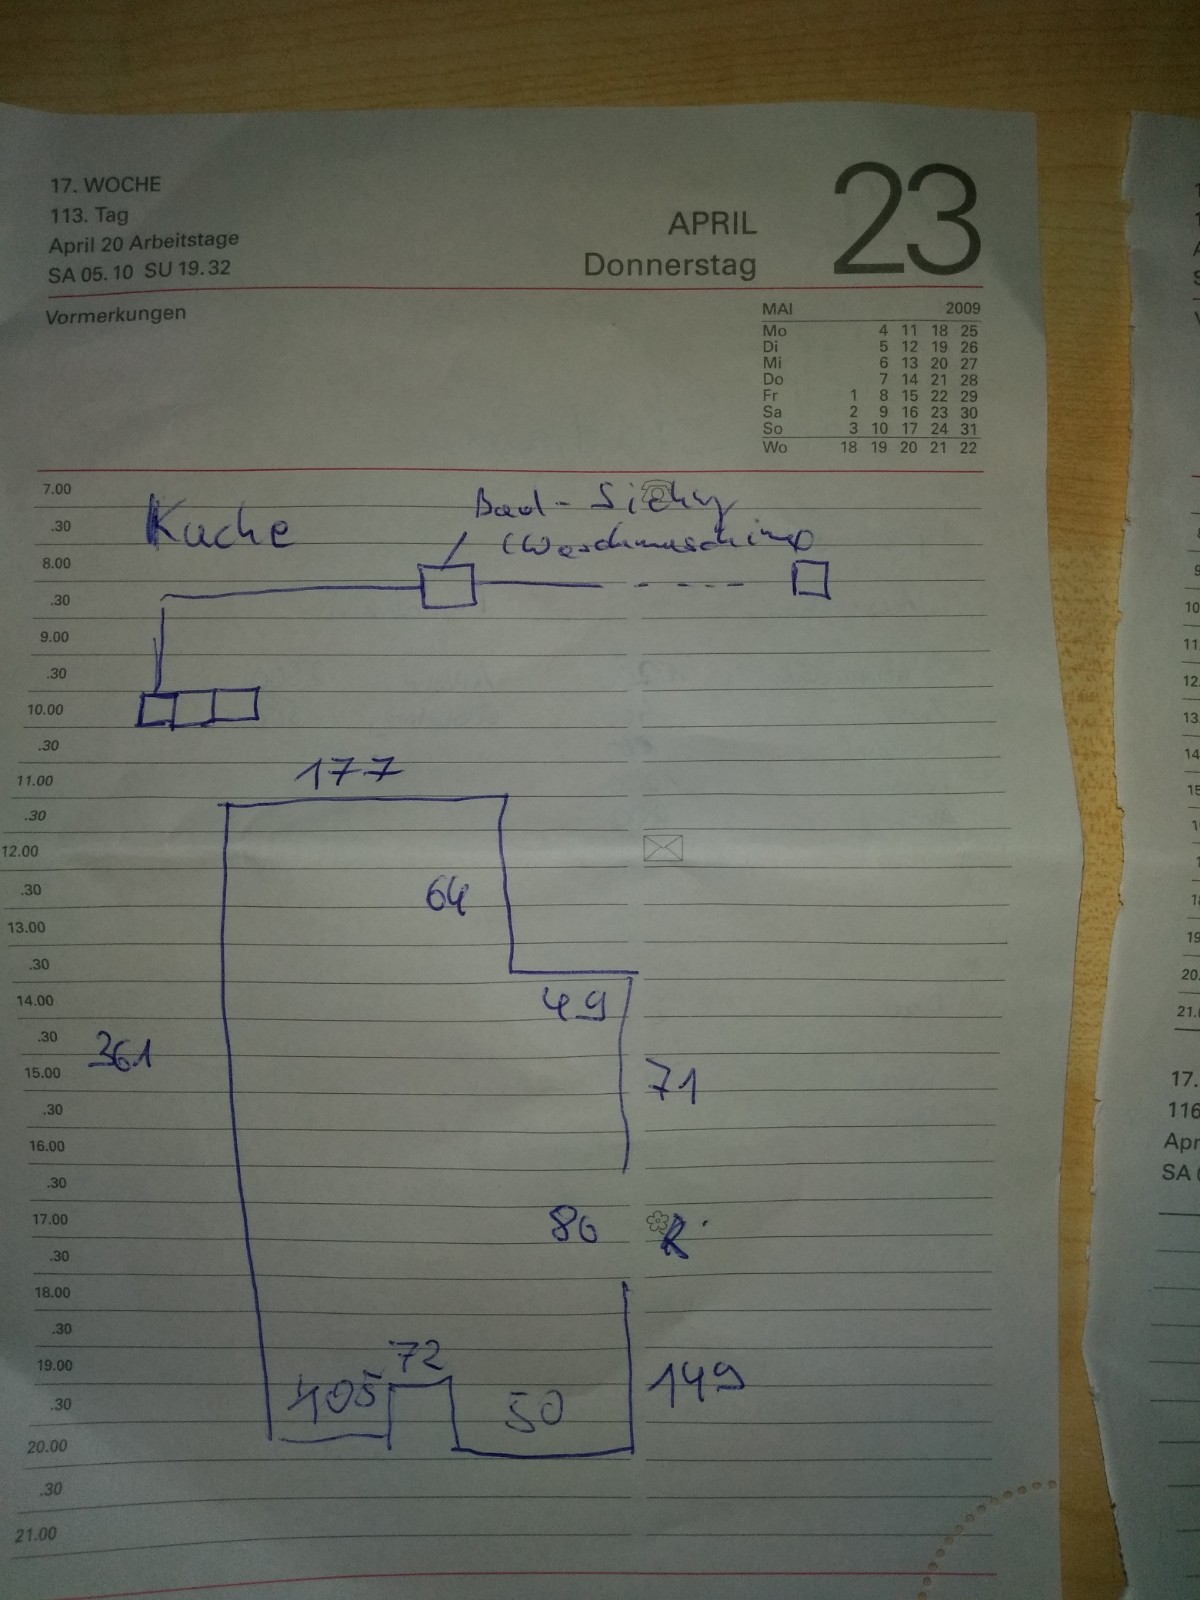 17. WOCHE
113. Tag
April 20 Arbeitstage
SA 05.10 SU 19.32
APRIL
Donnerstag
23
Vormerkungen
MAI 2009
Mo 4 11 18 25
Di 5 12 19 26
Mi 6 13 20 27
Do 7 14 21 28
Fr 1 8 15 22 29
Sa 2 9 16 23 30
So 3 10 17 24 31
Wo 18 19 20 21 22
7.00
Bad -
.30
Kuche
8.00
.30
9.00
.30
10.00
.30
177
11.00
.30
12.00
.30
64
13.00
.30
14.00
49
.30
361
15.00
71
.30
16.00
.30
17.00
80
.30
18.00
.30
19.00
72
105
149
.30
50
20.00
.30
21.00
17.
116
Apr
SA